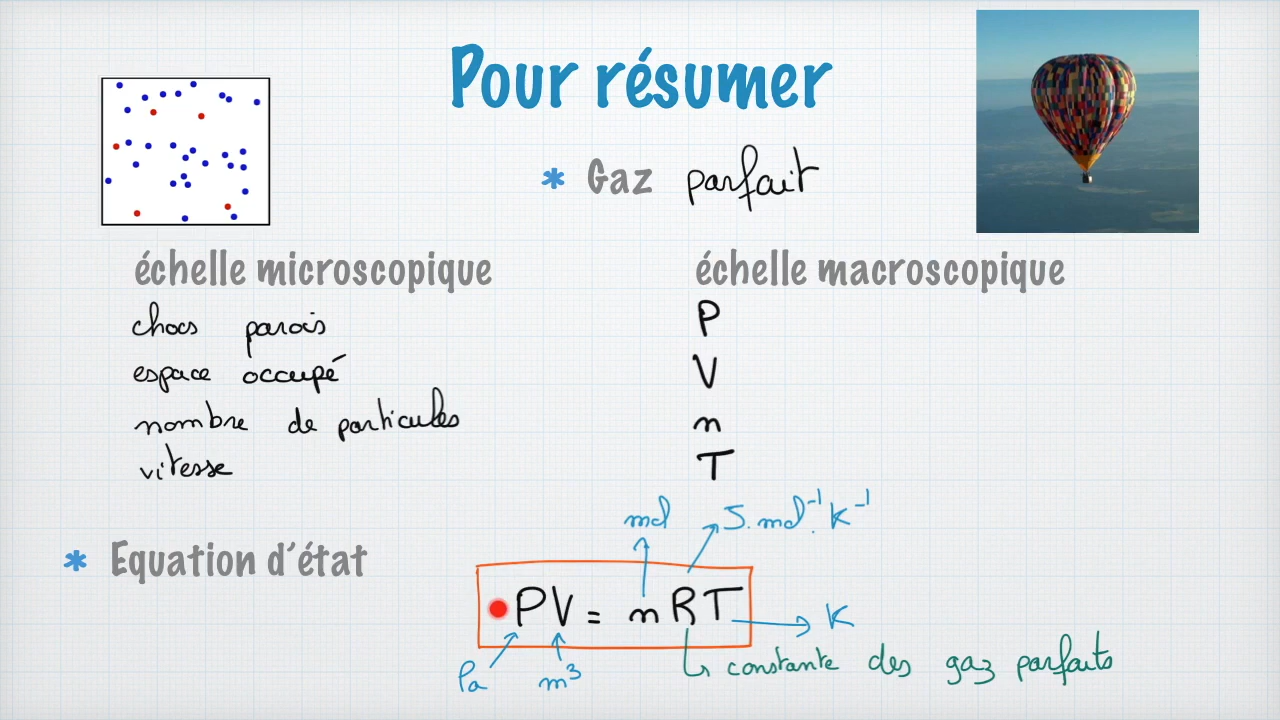 Pour résumer
* Gaz parfait
échelle microscopique
échelle macroscopique
chocs parois
P
espace occupé
V
nombre de particules
n
vitesse
T
mol
J.mol⁻¹.K⁻¹
* Equation d'état
PV = nRT
K
Pa
m³
constante des gaz parfaits